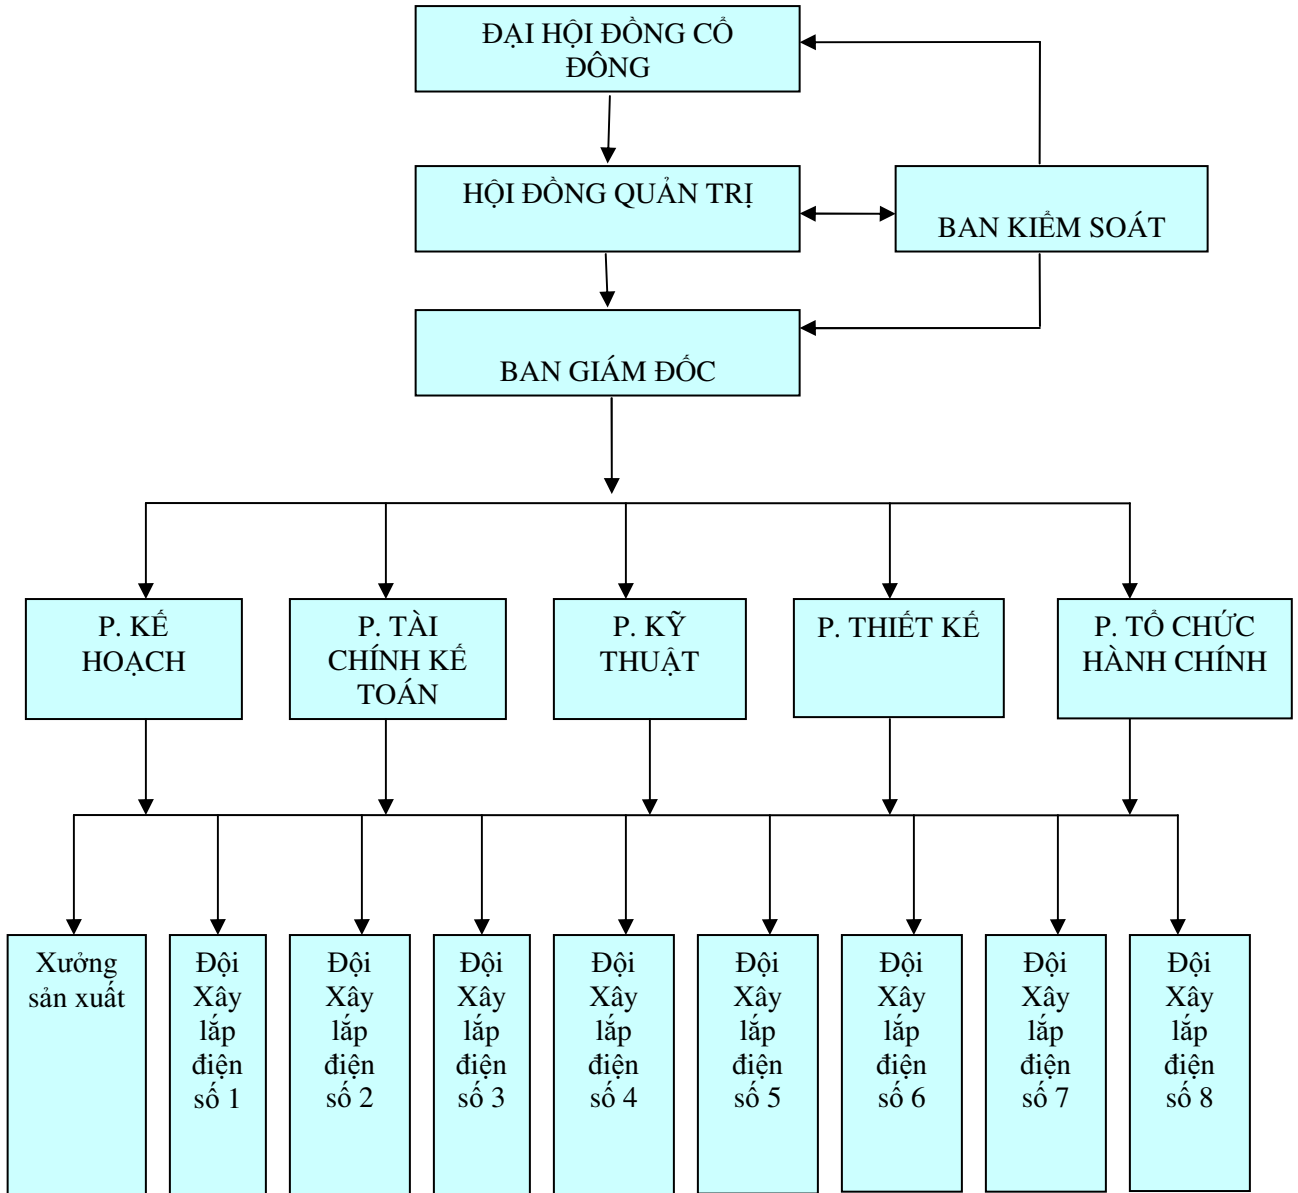 ĐẠI HỘI ĐỒNG CỔ
ĐÔNG
HỘI ĐỒNG QUẢN TRỊ
BAN KIỂM SOÁT
BAN GIÁM ĐỐC
P. KẾ
HOẠCH
P. TÀI
CHÍNH KẾ
TOÁN
P. KỸ
THUẬT
P. THIẾT KẾ
P. TỔ CHỨC
HÀNH CHÍNH
Xưởng
sản xuất
Đội
Xây
lắp
điện
số 1
Đội
Xây
lắp
điện
số 2
Đội
Xây
lắp
điện
số 3
Đội
Xây
lắp
điện
số 4
Đội
Xây
lắp
điện
số 5
Đội
Xây
lắp
điện
số 6
Đội
Xây
lắp
điện
số 7
Đội
Xây
lắp
điện
số 8